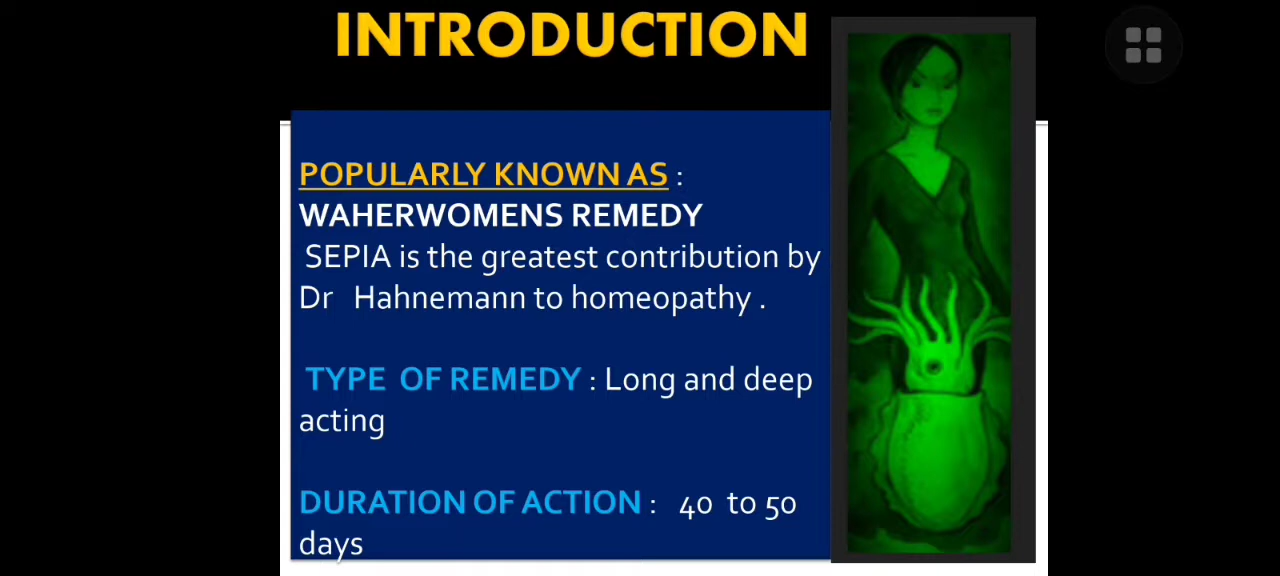 INTRODUCTION
POPULARLY KNOWN AS :
WAHERWOMENS REMEDY
SEPIA is the greatest contribution by
Dr Hahnemann to homeopathy .
TYPE OF REMEDY : Long and deep
acting
DURATION OF ACTION : 40 to 50
days